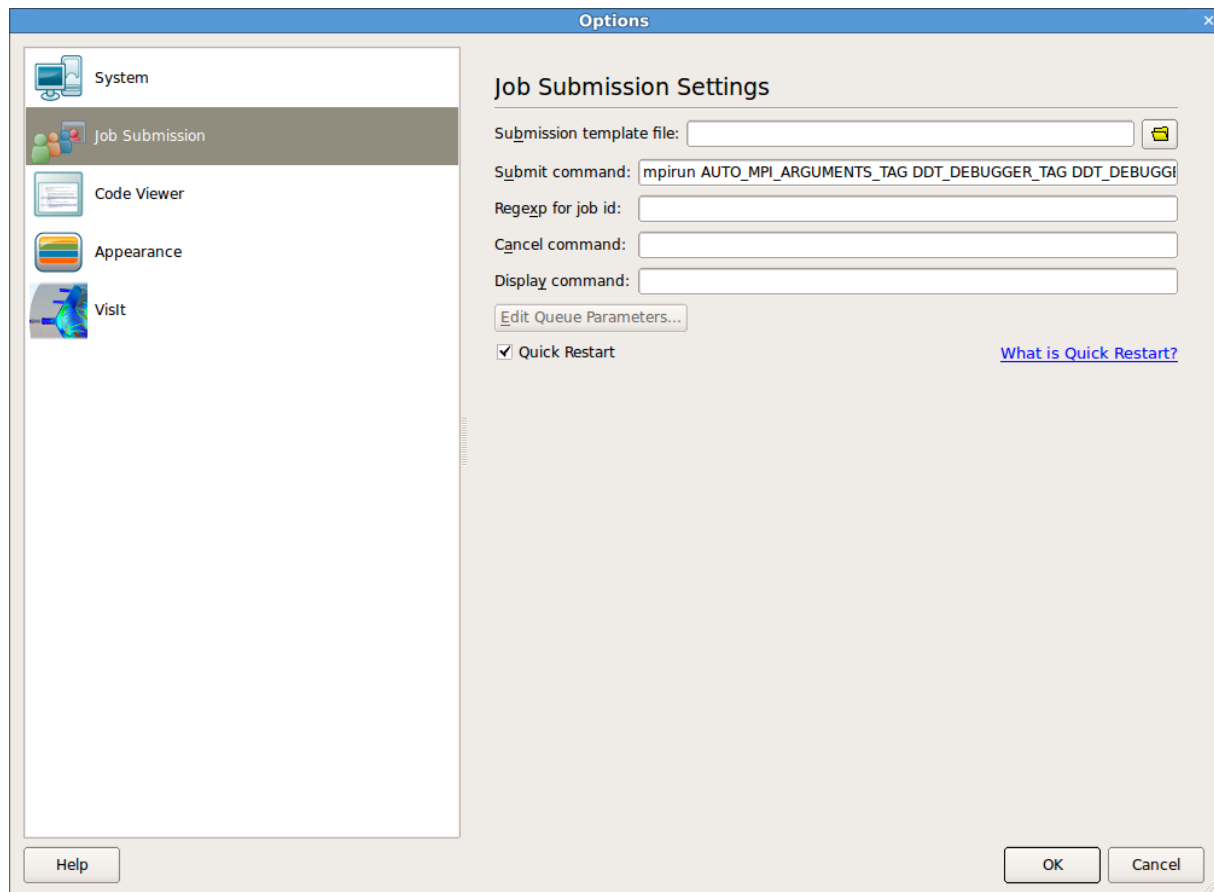 Options
System
Job Submission
Code Viewer
Appearance
VisIt
Job Submission Settings
Submission template file:
Submit command: mpirun AUTO_MPI_ARGUMENTS_TAG DDT_DEBUGGER_TAG DDT_DEBUGGE
Regexp for job id:
Cancel command:
Display command:
Edit Queue Parameters...
Quick Restart What is Quick Restart?
Help OK Cancel